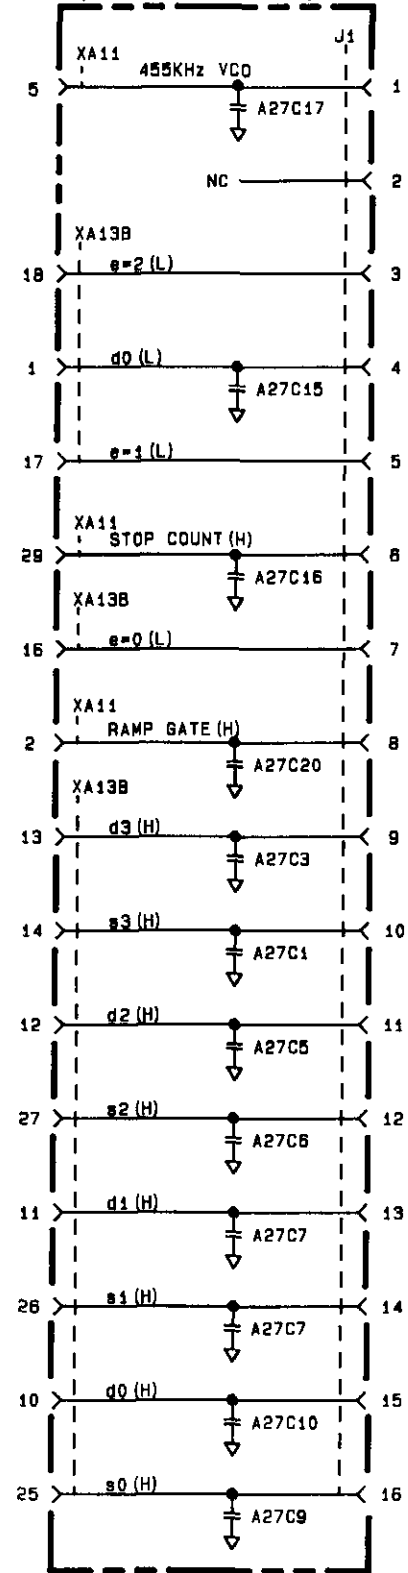 J1
XA11
455KHz VCO
5 1
A27C17
NC 2
XA13B
18 e=2(L) 3
1 d0(L) 4
A27C15
17 e=1(L) 5
XA11
29 STOP COUNT(H) 6
A27C16
XA13B
16 e=0(L) 7
XA11
2 RAMP GATE(H) 8
A27C20
XA13B
13 d3(H) 9
A27C3
14 s3(H) 10
A27C1
12 d2(H) 11
A27C5
27 s2(H) 12
A27C6
11 d1(H) 13
A27C7
26 s1(H) 14
A27C7
10 d0(H) 15
A27C10
25 s0(H) 16
A27C9